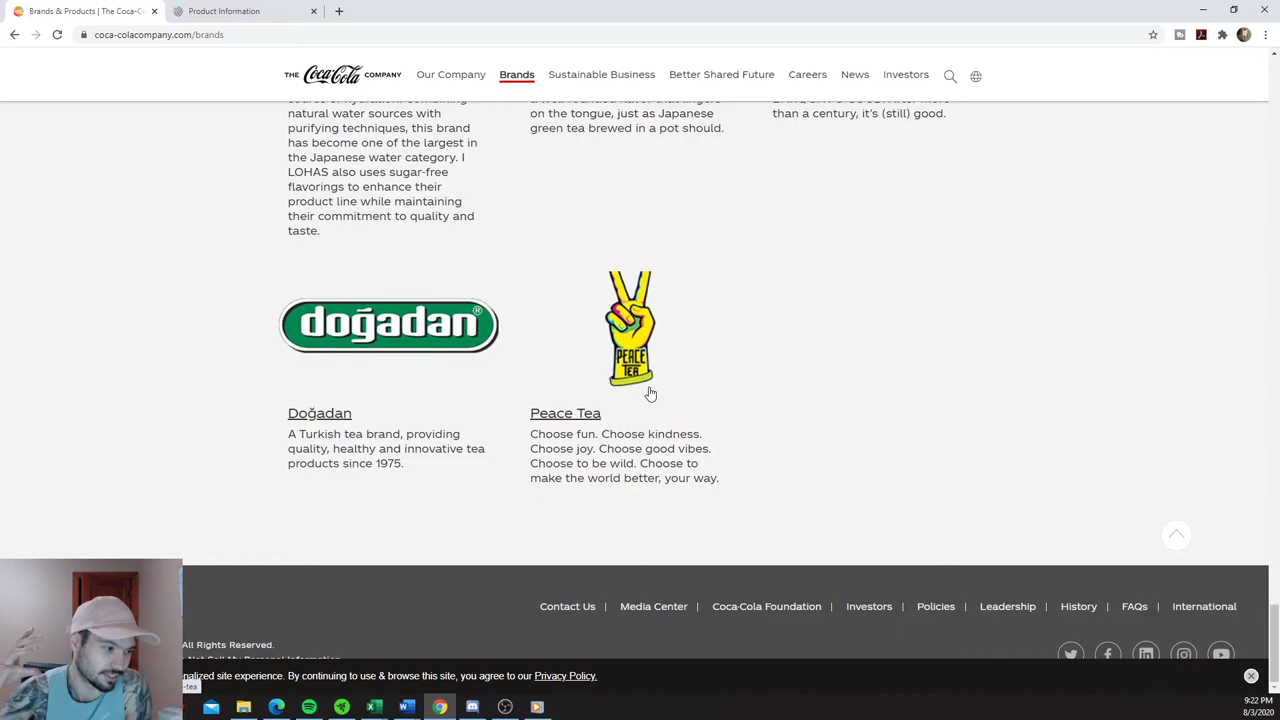 Brands & Products | The Coca-Co
Product Information
coca-colacompany.com/brands
THE Coca-Cola COMPANY
Our Company
Brands
Sustainable Business
Better Shared Future
Careers
News
Investors
natural water sources with
purifying techniques, this brand
has become one of the largest in
the Japanese water category. I
LOHAS also uses sugar-free
flavorings to enhance their
product line while maintaining
their commitment to quality and
taste.
a well rounded flavor that lingers
on the tongue, just as Japanese
green tea brewed in a pot should.
than a century, it's (still) good.
doğadan®
PEACE
TEA
Doğadan
A Turkish tea brand, providing
quality, healthy and innovative tea
products since 1975.
Peace Tea
Choose fun. Choose kindness.
Choose joy. Choose good vibes.
Choose to be wild. Choose to
make the world better, your way.
Contact Us | Media Center | Coca-Cola Foundation | Investors | Policies | Leadership | History | FAQs | International
All Rights Reserved.
nalized site experience. By continuing to use & browse this site, you agree to our Privacy Policy.
-tea
9:22 PM
8/3/2020